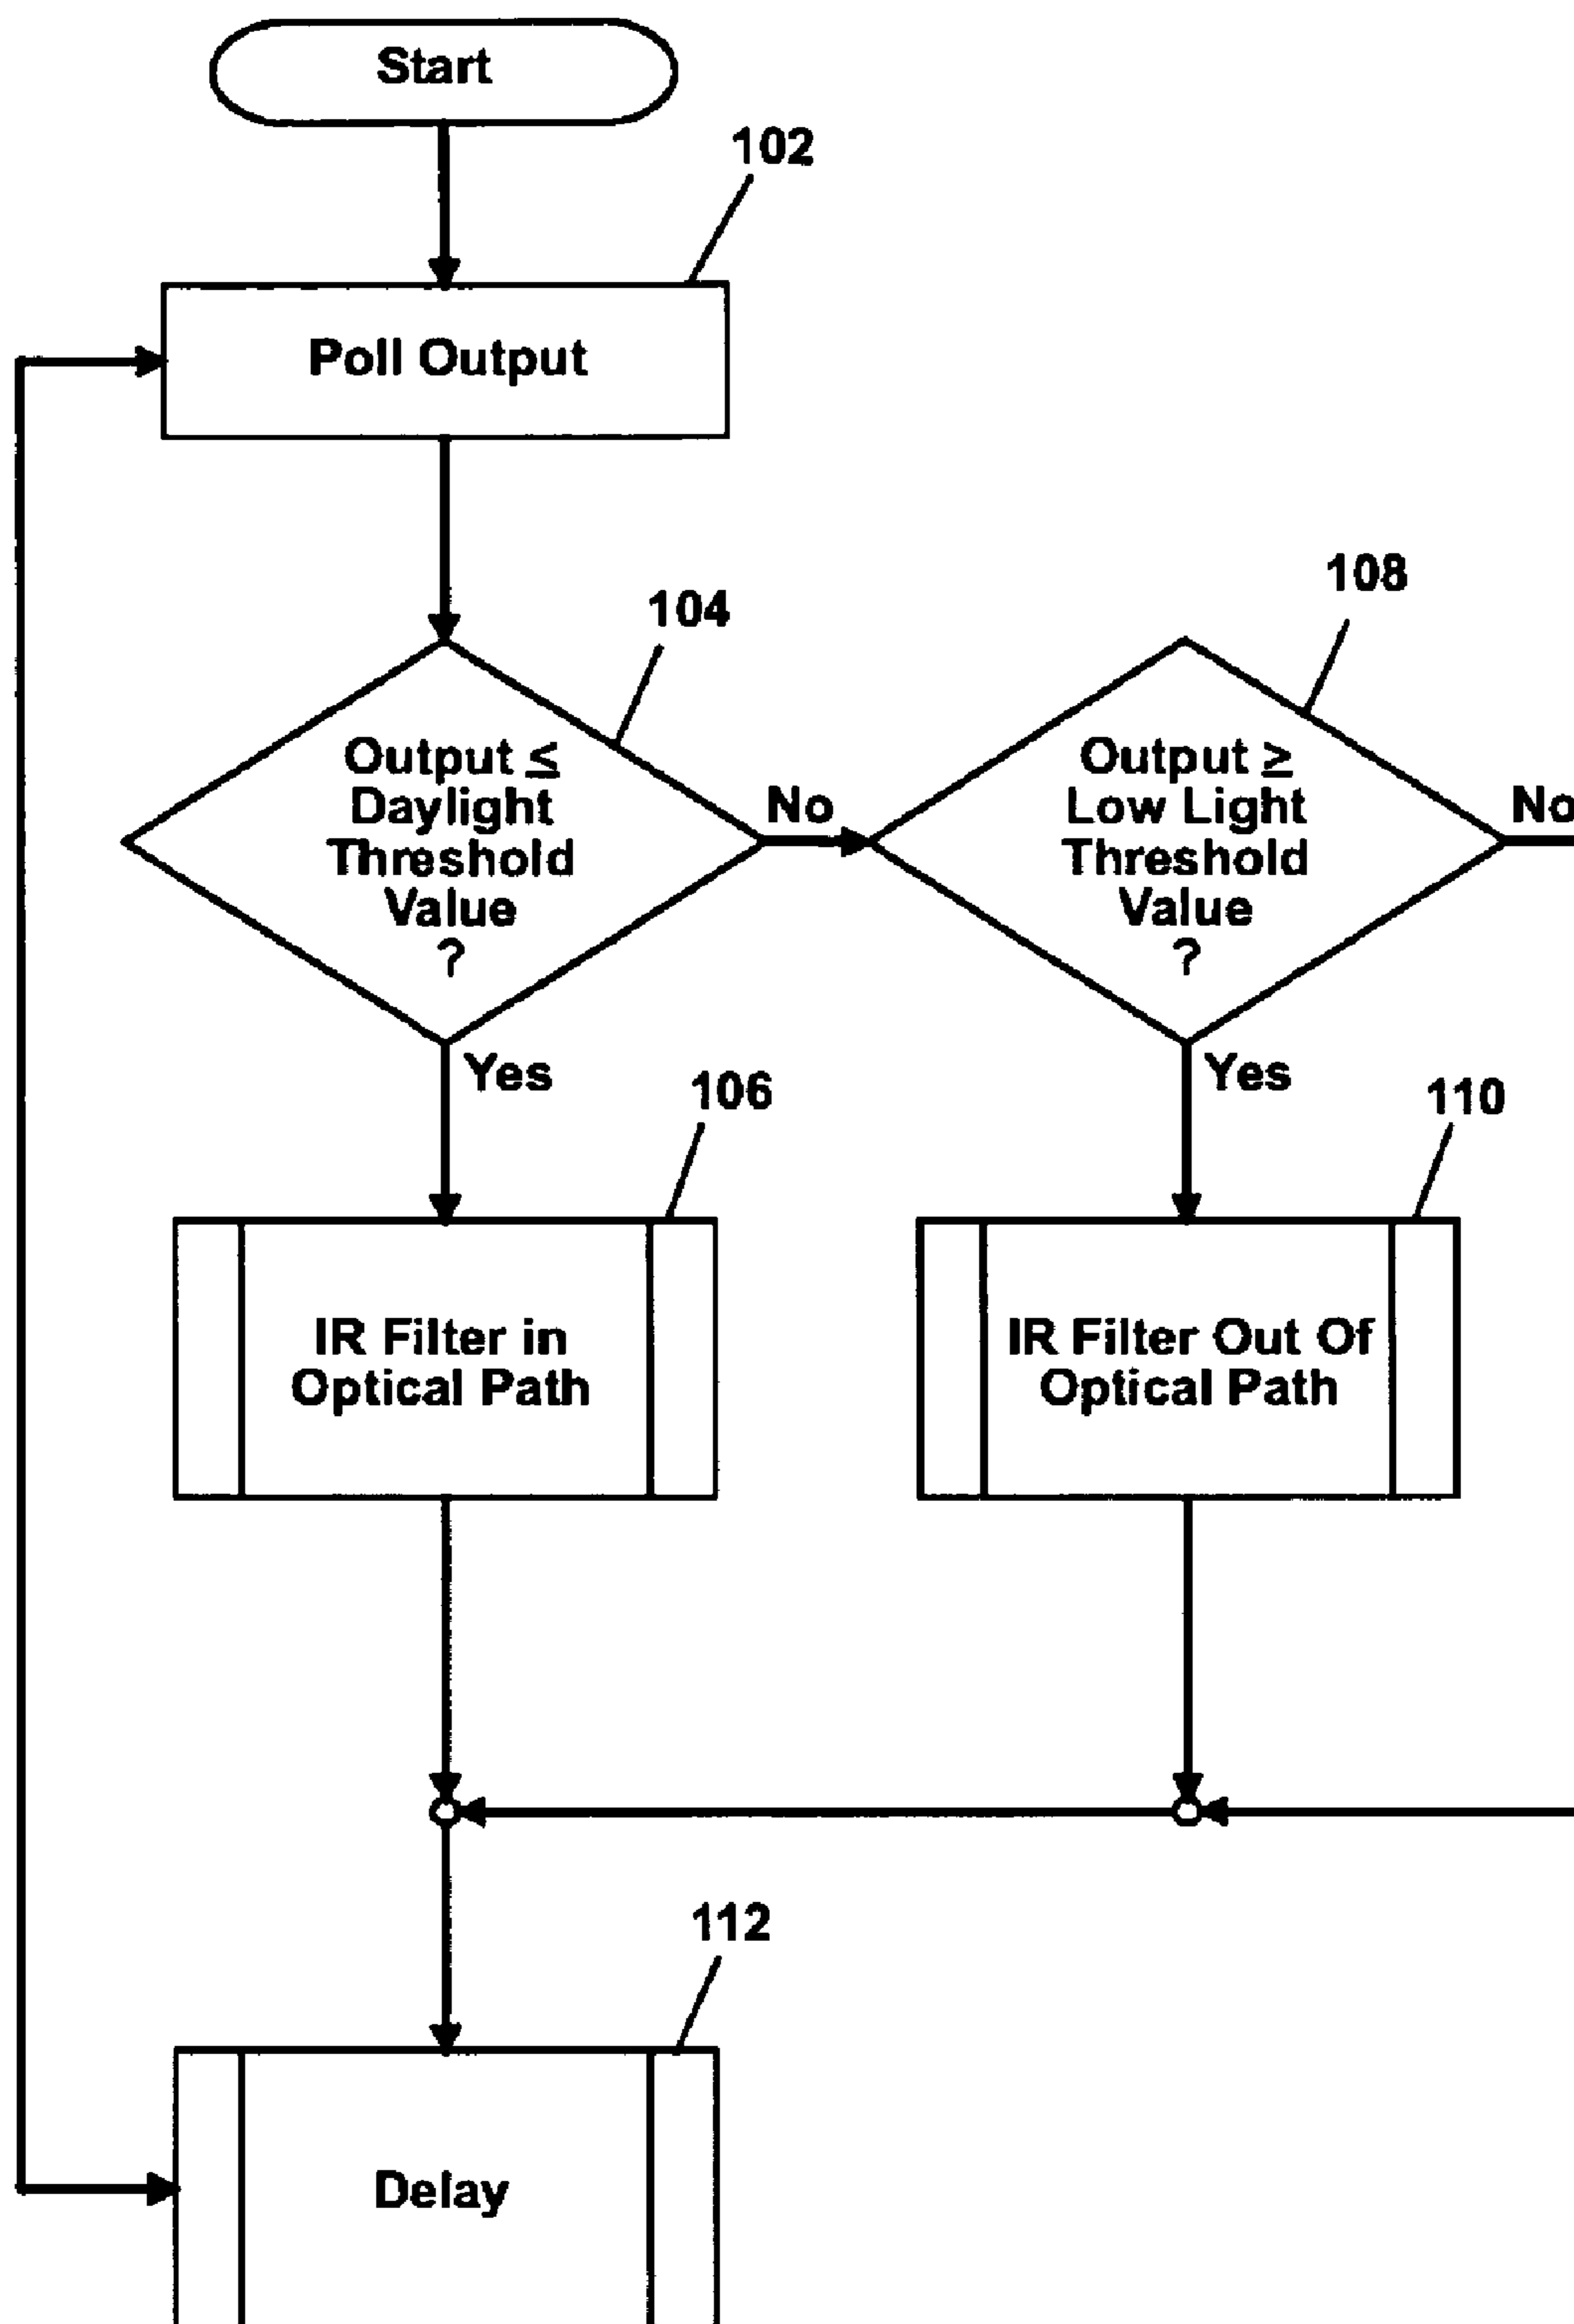 Start
102
Poll Output
108
104
Output ≤
Daylight
Threshold
Value
?
No
Output ≥
Low Light
Threshold
Value
?
No
Yes
106
Yes
110
IR Filter in
Optical Path
IR Filter Out Of
Optical Path
112
Delay